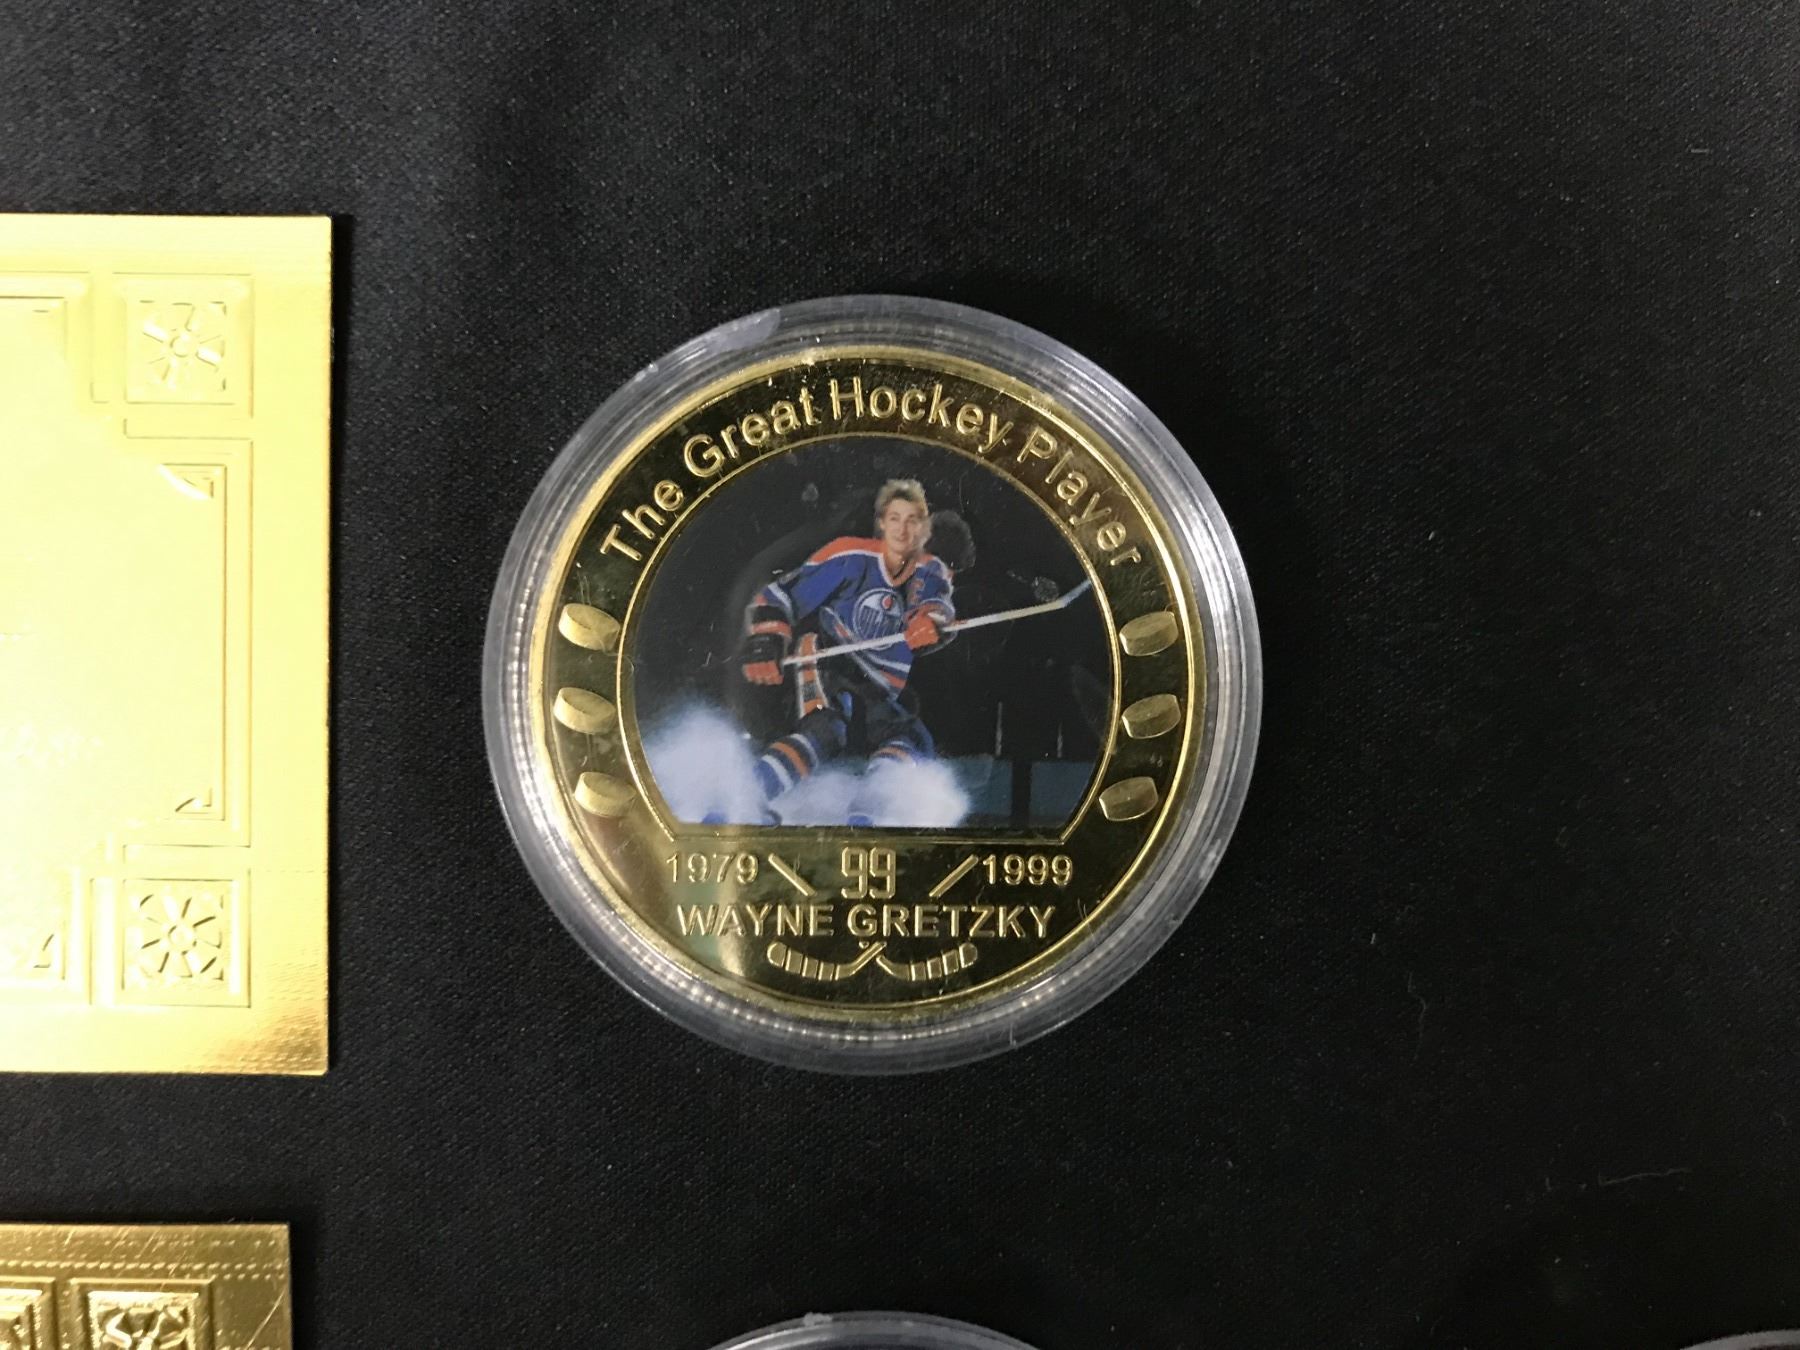 The Great Hockey Player
1979 99 1999
WAYNE GRETZKY